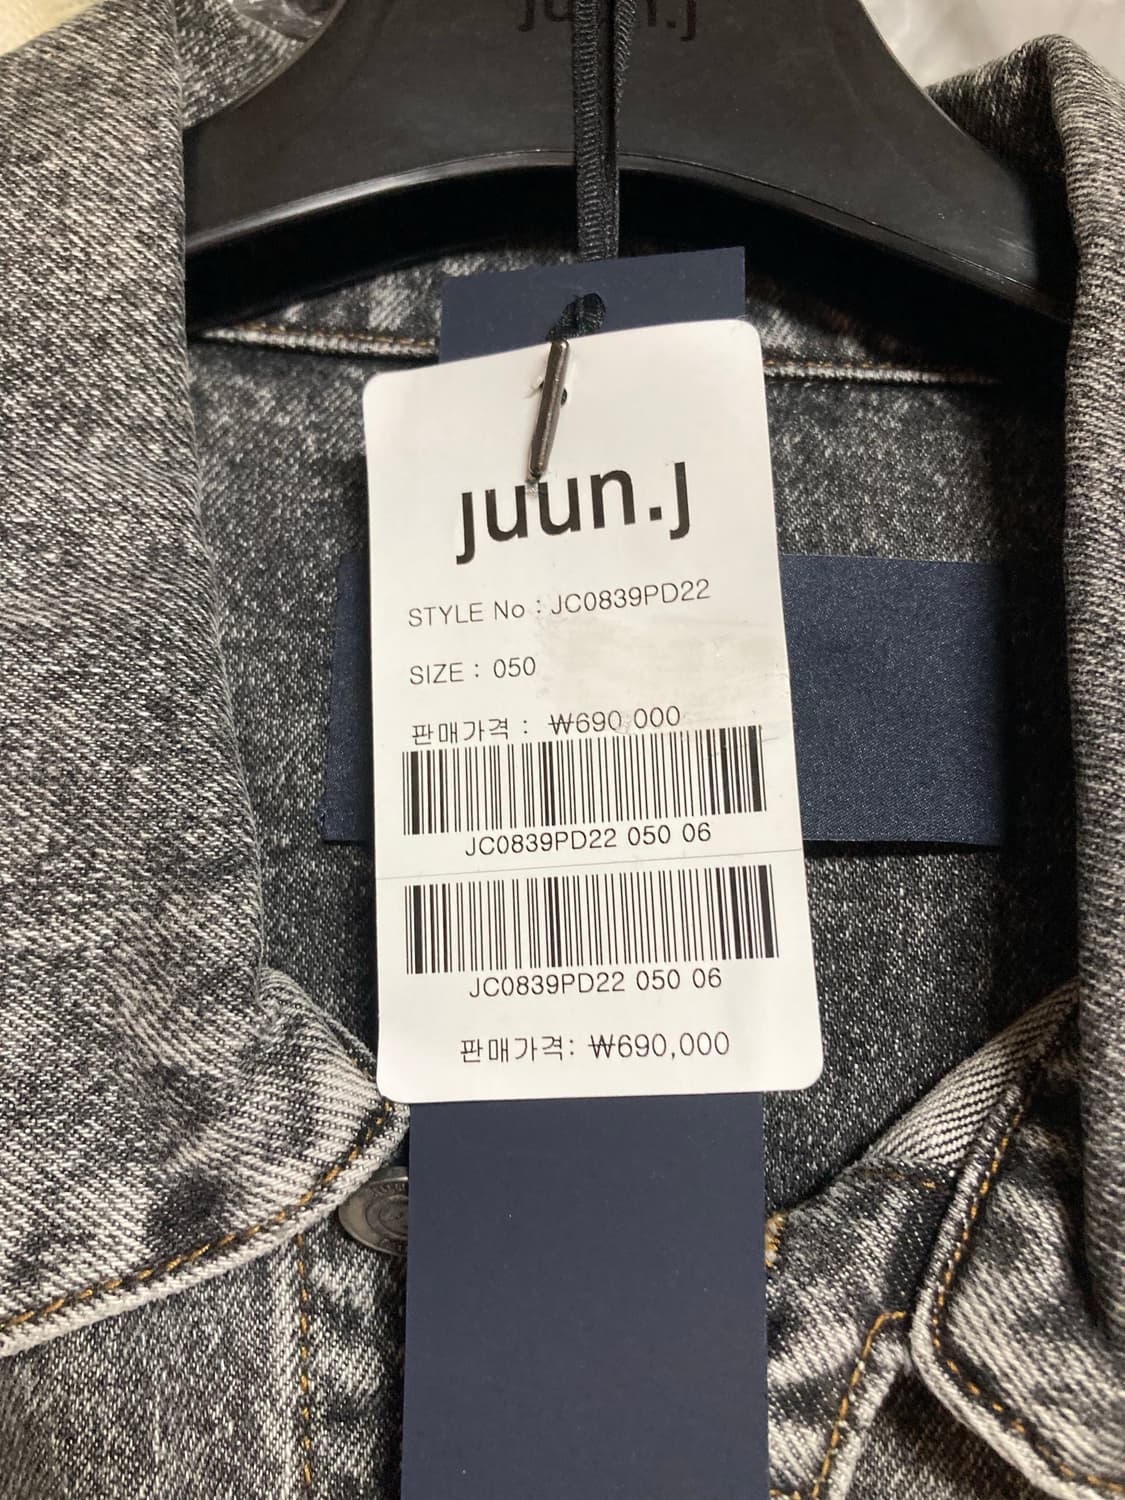 juun.j
juun.j
STYLE No : JC0839PD22
SIZE : 050
판매가격 : ₩690,000
JC0839PD22 050 06
JC0839PD22 050 06
판매가격: ₩690,000